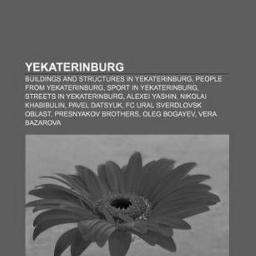 YEKATERINBURG
BUILDINGS AND STRUCTURES IN YEKATERINBURG, PEOPLE
FROM YEKATERINBURG, SPORT IN YEKATERINBURG,
STREETS IN YEKATERINBURG, ALEXEI YASHIN, NIKOLAI
KHABIBULIN, PAVEL DATSYUK, FC URAL SVERDLOVSK
OBLAST, PRESNYAKOV BROTHERS, OLEG BOGAYEV, VERA
BAZAROVA